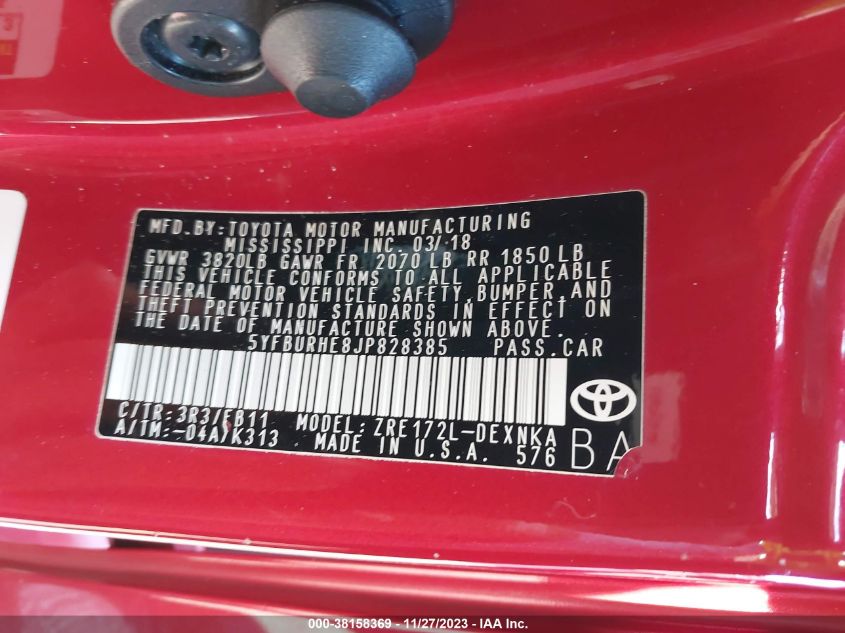 MFD.BY:TOYOTA MOTOR MANUFACTURING
MISSISSIPPI INC. 03/18
GVWR 3820LB GAWR FR 2070 LB RR 1850 LB
THIS VEHICLE CONFORMS TO ALL APPLICABLE
FEDERAL MOTOR VEHICLE SAFETY,BUMPER,AND
THEFT PREVENTION STANDARDS IN EFFECT ON
THE DATE OF MANUFACTURE SHOWN ABOVE.
5YFBURHE8JP828385 PASS.CAR
C/TR:3R3/EB11 MODEL:ZRE172L-DEXNKA
A/TM:-04A/K313 MADE IN U.S.A. 576
BA
000-38158369 - 11/27/2023 - IAA Inc.